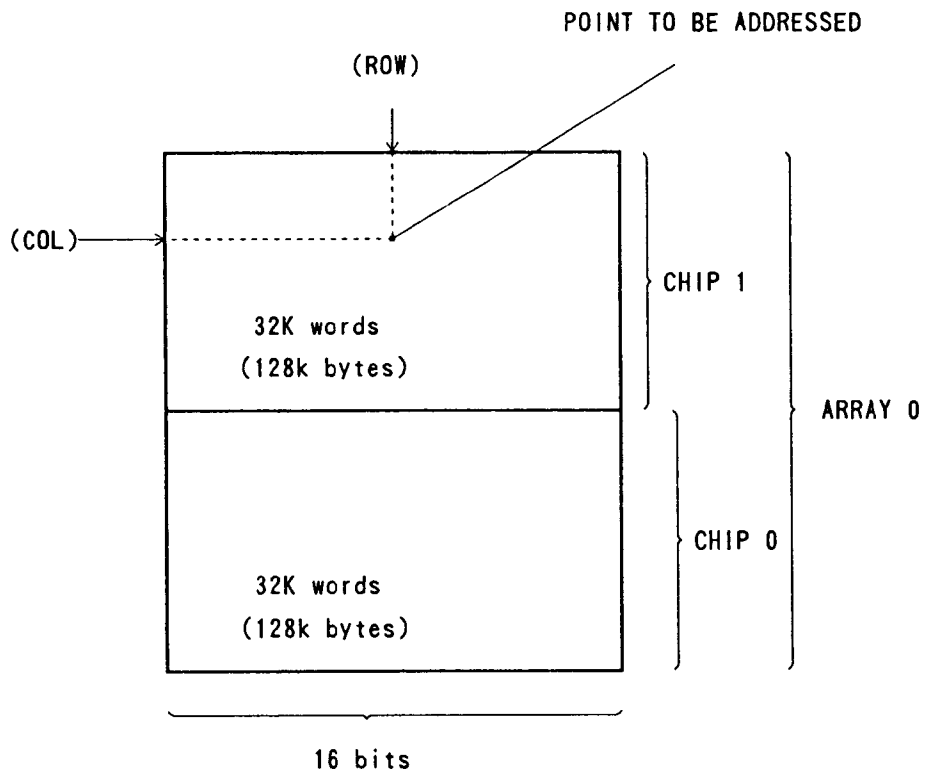 POINT TO BE ADDRESSED
(ROW)
(COL)
CHIP 1
32K words
(128k bytes)
ARRAY 0
CHIP 0
32K words
(128k bytes)
16 bits